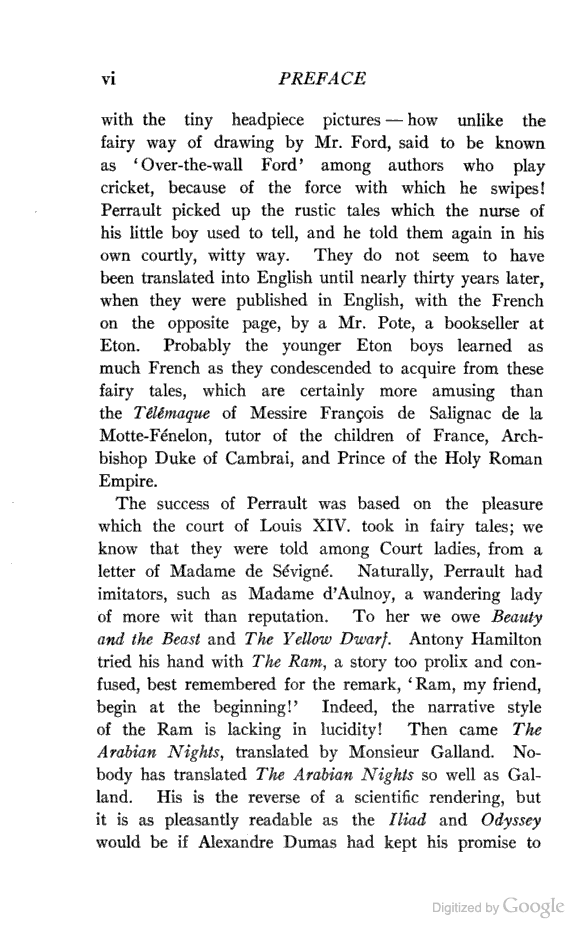 vi PREFACE
with the tiny headpiece pictures — how unlike the
fairy way of drawing by Mr. Ford, said to be known
as ‘Over-the-wall Ford’ among authors who play
cricket, because of the force with which he swipes!
Perrault picked up the rustic tales which the nurse of
his little boy used to tell, and he told them again in his
own courtly, witty way. They do not seem to have
been translated into English until nearly thirty years later,
when they were published in English, with the French
on the opposite page, by a Mr. Pote, a bookseller at
Eton. Probably the younger Eton boys learned as
much French as they condescended to acquire from these
fairy tales, which are certainly more amusing than
the Télémaque of Messire François de Salignac de la
Motte-Fénelon, tutor of the children of France, Arch-
bishop Duke of Cambrai, and Prince of the Holy Roman
Empire.
The success of Perrault was based on the pleasure
which the court of Louis XIV. took in fairy tales; we
know that they were told among Court ladies, from a
letter of Madame de Sévigné. Naturally, Perrault had
imitators, such as Madame d’Aulnoy, a wandering lady
of more wit than reputation. To her we owe Beauty
and the Beast and The Yellow Dwarf. Antony Hamilton
tried his hand with The Ram, a story too prolix and con-
fused, best remembered for the remark, ‘Ram, my friend,
begin at the beginning!’ Indeed, the narrative style
of the Ram is lacking in lucidity! Then came The
Arabian Nights, translated by Monsieur Galland. No-
body has translated The Arabian Nights so well as Gal-
land. His is the reverse of a scientific rendering, but
it is as pleasantly readable as the Iliad and Odyssey
would be if Alexandre Dumas had kept his promise to
Digitized by Google